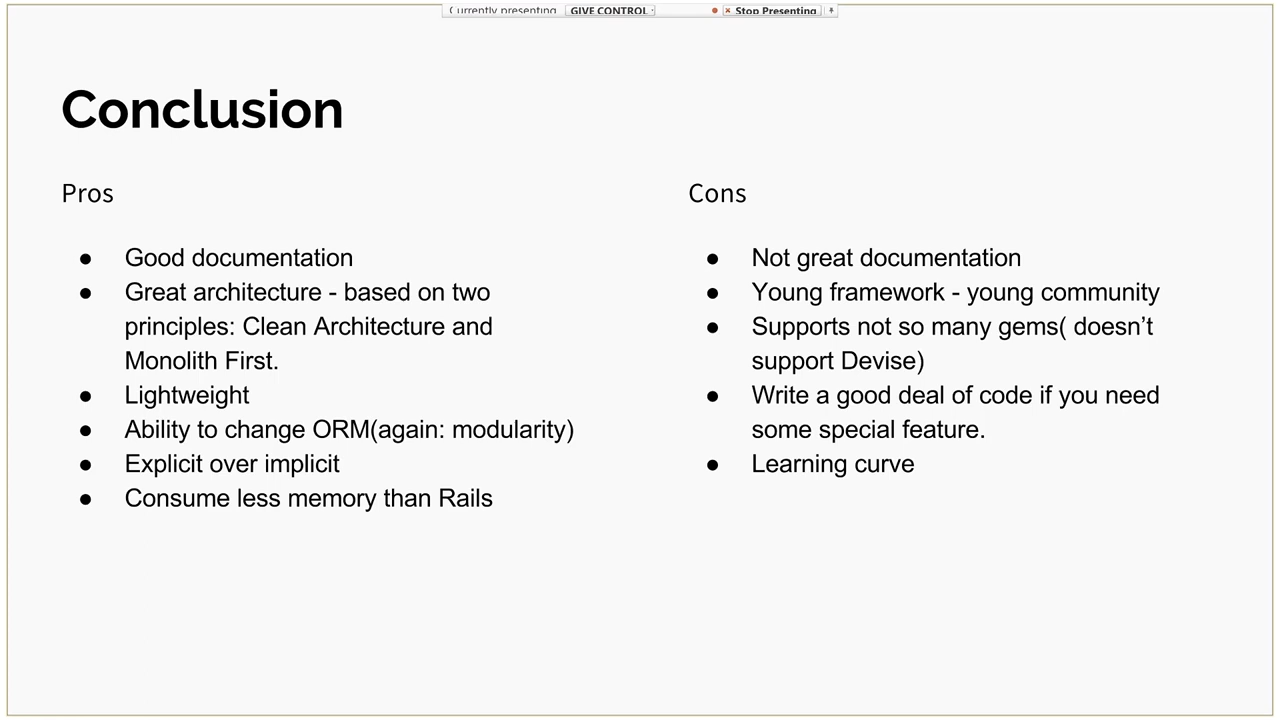 Currently presenting GIVE CONTROL Stop Presenting
Conclusion
Pros
● Good documentation
● Great architecture - based on two
principles: Clean Architecture and
Monolith First.
● Lightweight
● Ability to change ORM(again: modularity)
● Explicit over implicit
● Consume less memory than Rails
Cons
● Not great documentation
● Young framework - young community
● Supports not so many gems( doesn’t
support Devise)
● Write a good deal of code if you need
some special feature.
● Learning curve